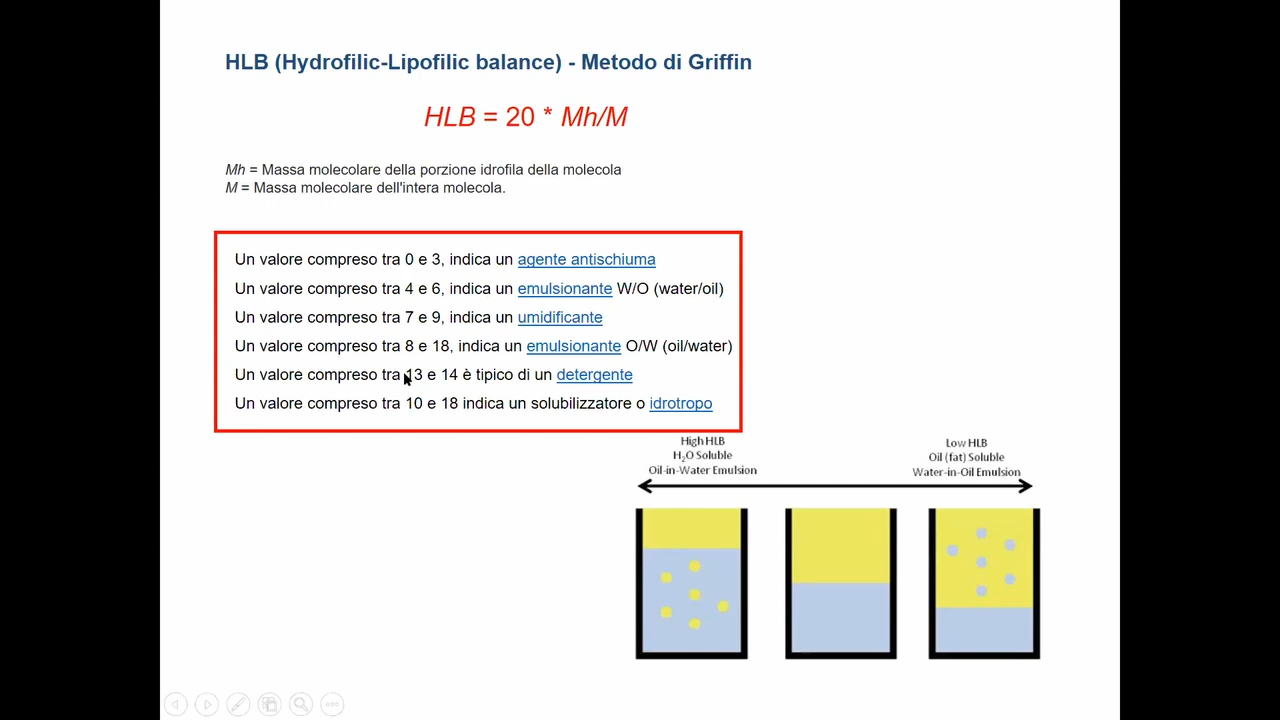 HLB (Hydrofilic-Lipofilic balance) - Metodo di Griffin
HLB = 20 * Mh/M
Mh = Massa molecolare della porzione idrofila della molecola
M = Massa molecolare dell'intera molecola.
Un valore compreso tra 0 e 3, indica un agente antischiuma
Un valore compreso tra 4 e 6, indica un emulsionante W/O (water/oil)
Un valore compreso tra 7 e 9, indica un umidificante
Un valore compreso tra 8 e 18, indica un emulsionante O/W (oil/water)
Un valore compreso tra 13 e 14 è tipico di un detergente
Un valore compreso tra 10 e 18 indica un solubilizzatore o idrotropo
High HLB
H₂O Soluble
Oil-in-Water Emulsion
Low HLB
Oil (fat) Soluble
Water-in-Oil Emulsion